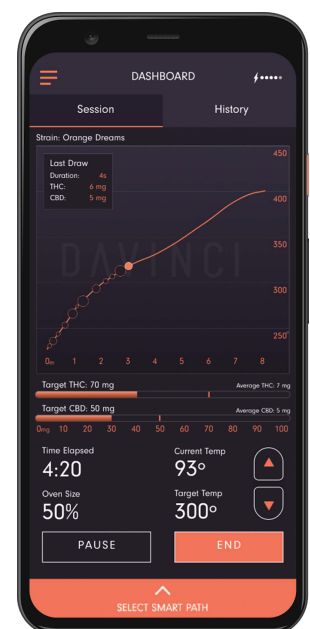 DASHBOARD
Session History
Strain: Orange Dreams
Last Draw
Duration: 4s
THC: 6 mg
CBD: 5 mg
450
400
350
300
250°
DAVINCI
0m 1 2 3 4 5 6 7 8
Target THC: 70 mg Average THC: 7 mg
Target CBD: 50 mg Average CBD: 5 mg
0mg 10 20 30 40 50 60 70 80 90 100
Time Elapsed Current Temp
4:20 93°
Oven Size Target Temp
50% 300°
PAUSE END
SELECT SMART PATH